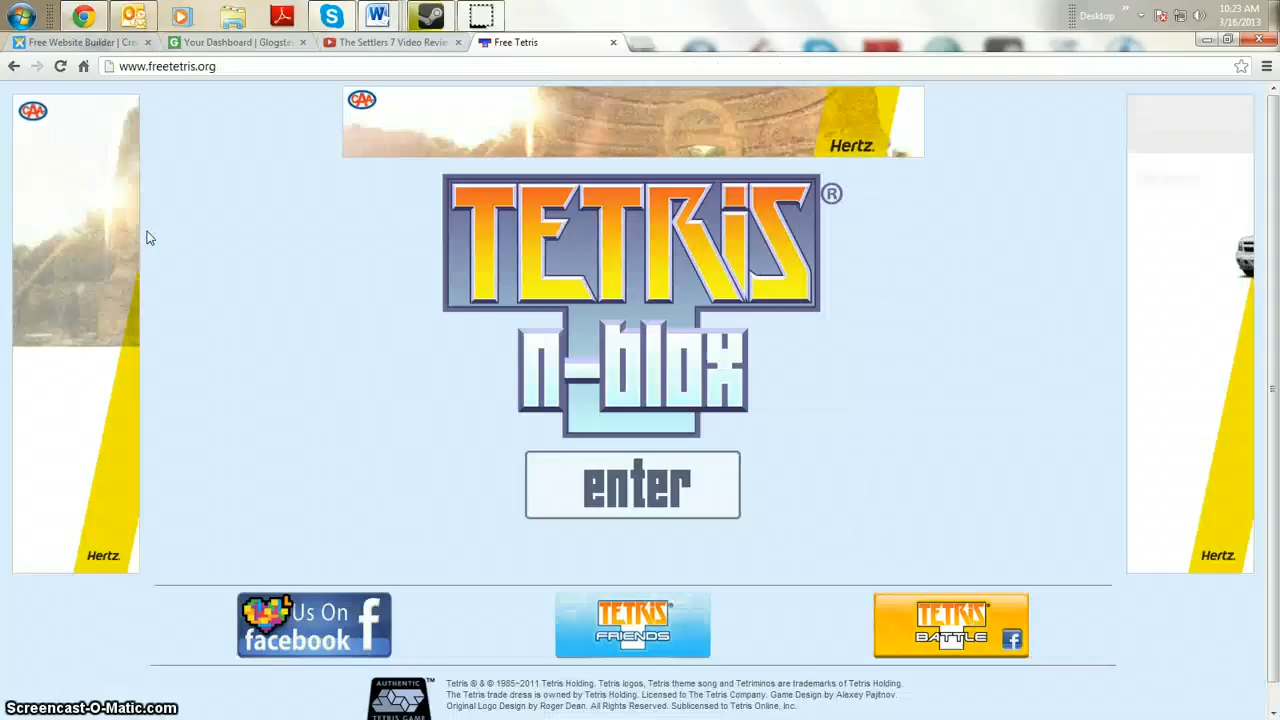 Desktop
»
10:23 AM
3/16/2013
Free Website Builder | Cre
Your Dashboard | Glogste
The Settlers 7 Video Revie
Free Tetris
www.freetetris.org
CAA
CAA
Hertz.
TETRiS®
n-blox
enter
Hertz.
Hertz.
Us On
facebook
TETRiS®
FRIENDS
TETRiS®
BATTLE
AUTHENTIC
TETRIS GAME
™
Tetris ® & © 1985~2011 Tetris Holding. Tetris logos, Tetris theme song and Tetriminos are trademarks of Tetris Holding.
The Tetris trade dress is owned by Tetris Holding. Licensed to The Tetris Company. Game Design by Alexey Pajitnov.
Original Logo Design by Roger Dean. All Rights Reserved. Sublicensed to Tetris Online, Inc.
Screencast-O-Matic.com